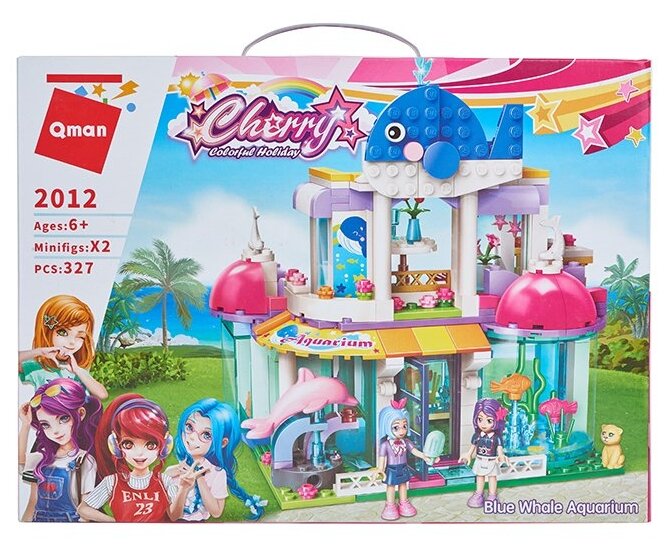 Qman
Cherry
Colorful Holiday
2012
Ages:6+
Minifigs:X2
PCS:327
Aquarium
ENLI
23
Blue Whale Aquarium